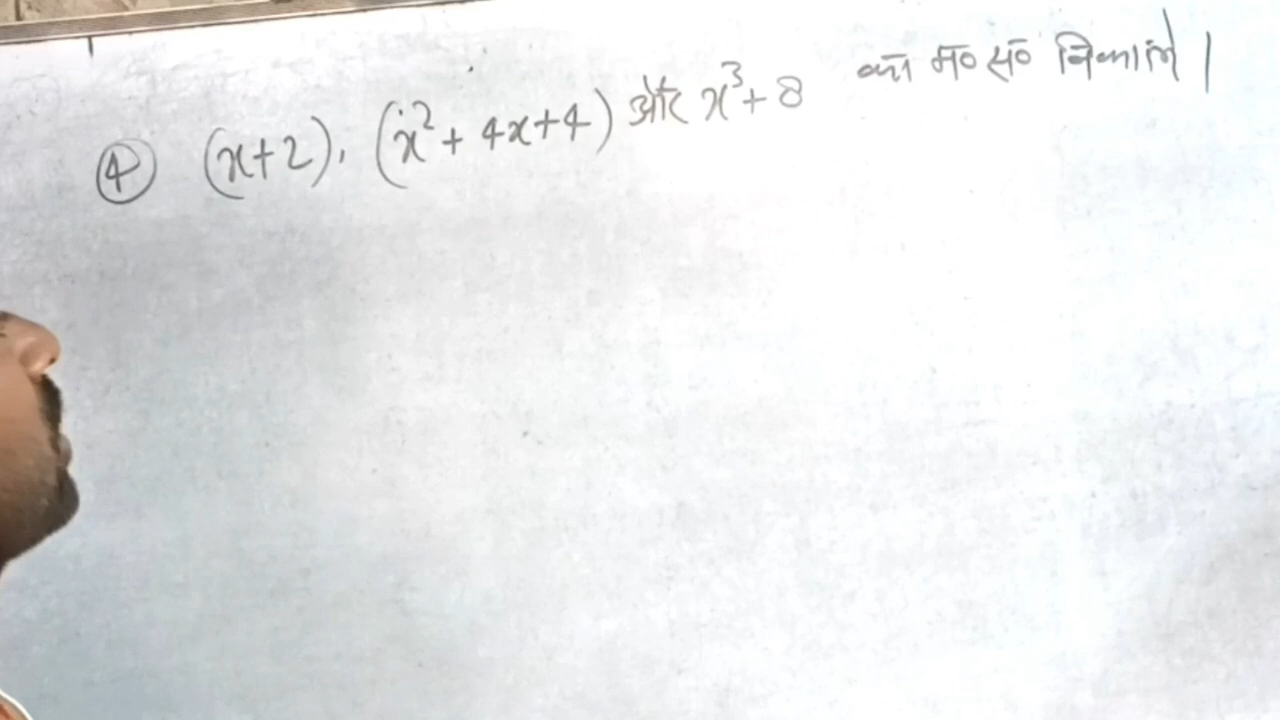 ④ (x+2), (x²+4x+4) और x³+8 का म० स० निकालें।